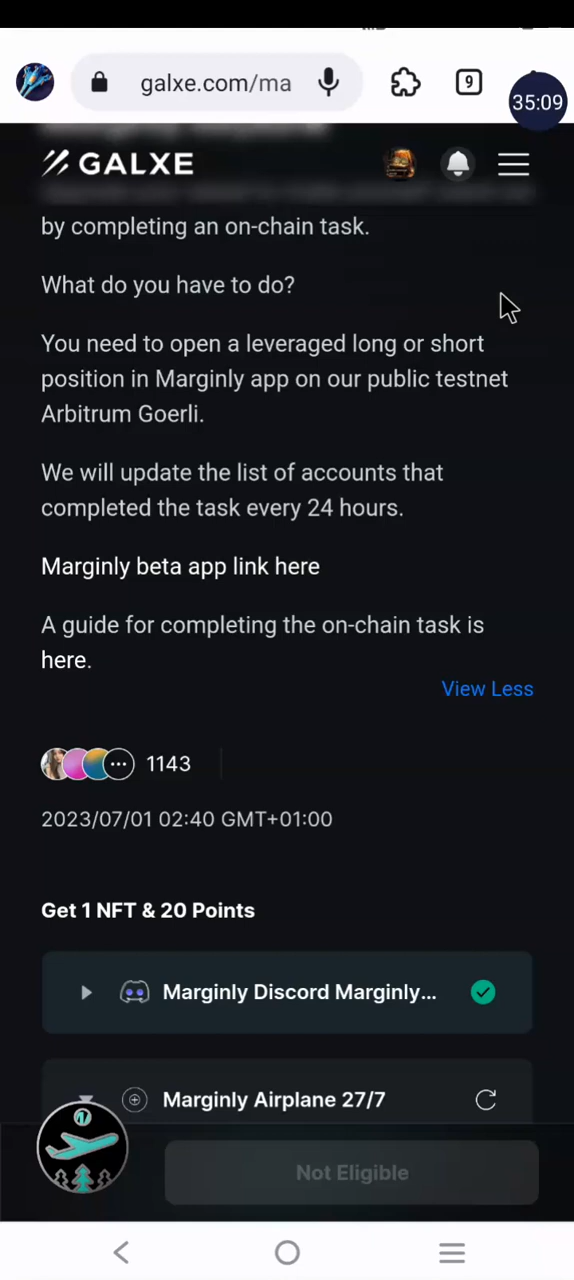 galxe.com/ma
9
35:09
GALXE
by completing an on-chain task.
What do you have to do?
You need to open a leveraged long or short
position in Marginly app on our public testnet
Arbitrum Goerli.
We will update the list of accounts that
completed the task every 24 hours.
Marginly beta app link here
A guide for completing the on-chain task is
here.
View Less
1143
2023/07/01 02:40 GMT+01:00
Get 1 NFT & 20 Points
Marginly Discord Marginly...
Marginly Airplane 27/7
Not Eligible